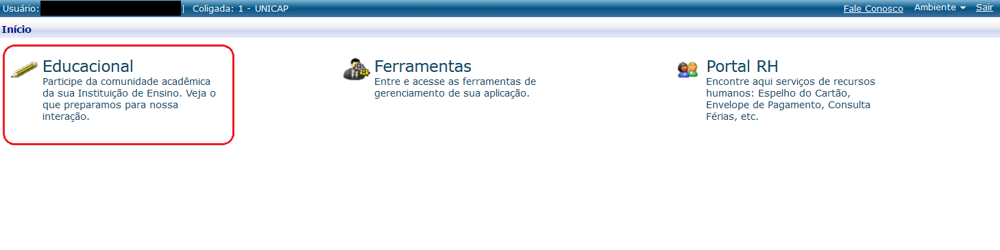 Usuário: | Coligada: 1 - UNICAP Fale Conosco Ambiente Sair
Início
Educacional
Participe da comunidade acadêmica
da sua Instituição de Ensino. Veja o
que preparamos para nossa
interação.
Ferramentas
Entre e acesse as ferramentas de
gerenciamento de sua aplicação.
Portal RH
Encontre aqui serviços de recursos
humanos: Espelho do Cartão,
Envelope de Pagamento, Consulta
Férias, etc.